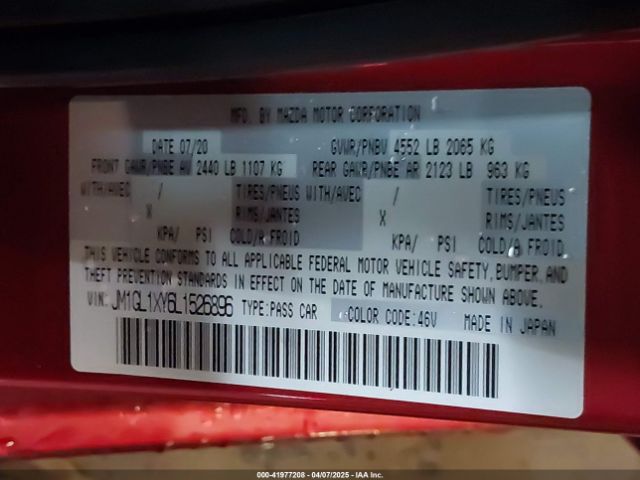 MFD. BY MAZDA MOTOR CORPORATION
DATE 07/20 GVWR/PNBV 4552 LB 2065 KG
FRONT GAWR/PNBE AV 2440 LB 1107 KG REAR GAWR/PNBE AR 2123 LB 963 KG
WITH/AVEC / TIRES/PNEUS WITH/AVEC / TIRES/PNEUS
X RIMS/JANTES X RIMS/JANTES
KPA/ PSI COLD/A FROID KPA/ PSI COLD/A FROID
THIS VEHICLE CONFORMS TO ALL APPLICABLE FEDERAL MOTOR VEHICLE SAFETY, BUMPER, AND
THEFT PREVENTION STANDARDS IN EFFECT ON THE DATE OF MANUFACTURE SHOWN ABOVE.
VIN: JM1GL1XY6L1526896 TYPE:PASS CAR COLOR CODE:46V MADE IN JAPAN
000-41977208 - 04/07/2025 - IAA Inc.